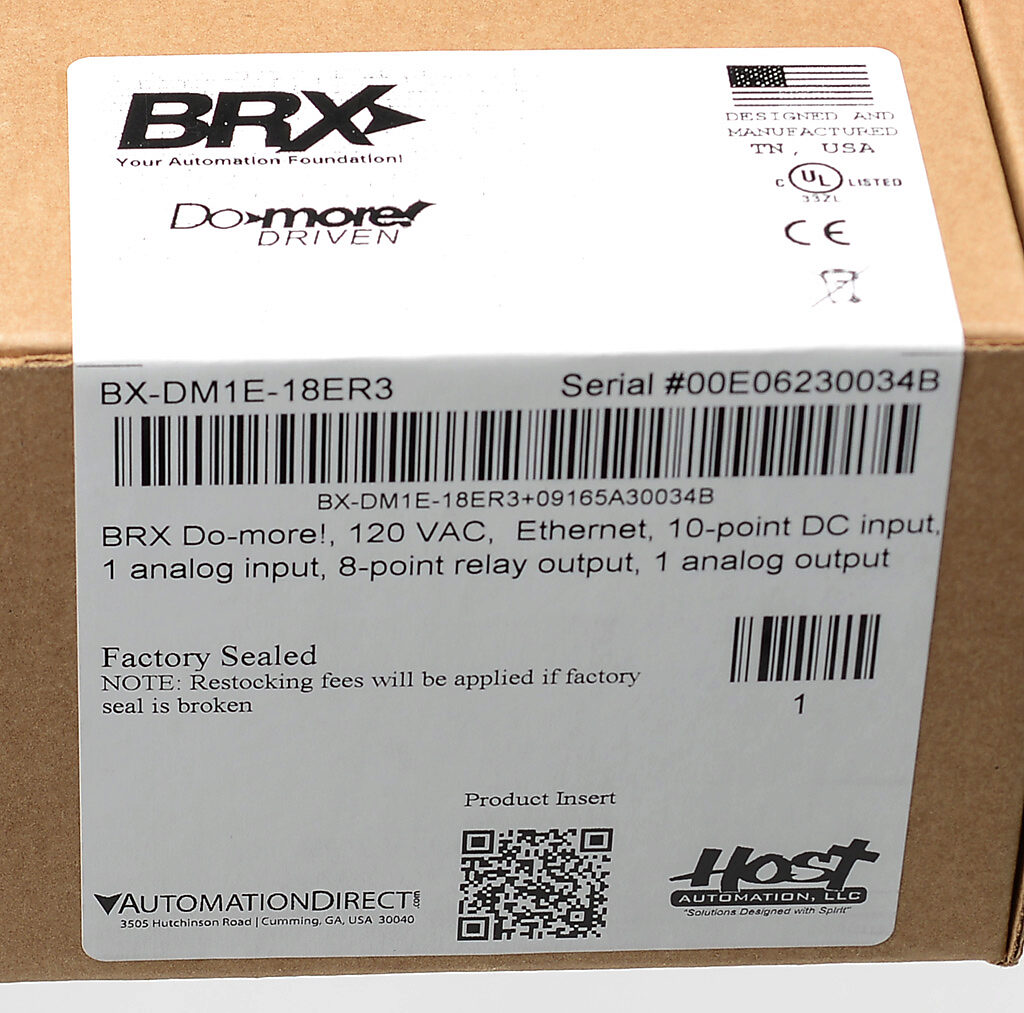 BRX
Your Automation Foundation!
Do-more!
DRIVEN
DESIGNED AND
MANUFACTURED
TN, USA
C UL LISTED
33ZL
CE
BX-DM1E-18ER3 Serial #00E06230034B
BX-DM1E-18ER3+09165A30034B
BRX Do-more!, 120 VAC, Ethernet, 10-point DC input,
1 analog input, 8-point relay output, 1 analog output
Factory Sealed
NOTE: Restocking fees will be applied if factory
seal is broken
1
Product Insert
AUTOMATIONDIRECT.com
3505 Hutchinson Road | Cumming, GA, USA 30040
HOST
AUTOMATION, LLC
"Solutions Designed with Spirit"